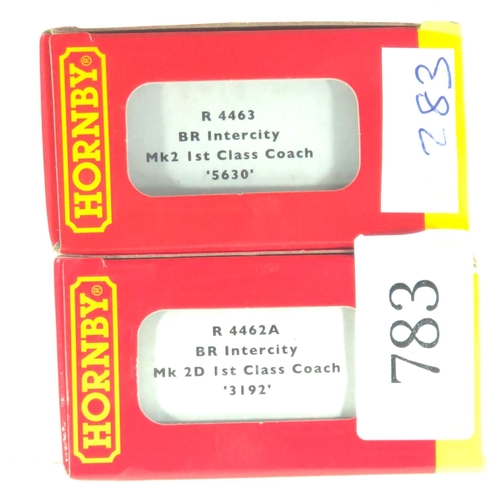 HORNBY®
R 4463
BR Intercity
Mk2 1st Class Coach
'5630'
283
HORNBY®
R 4462A
BR Intercity
Mk 2D 1st Class Coach
'3192'
783